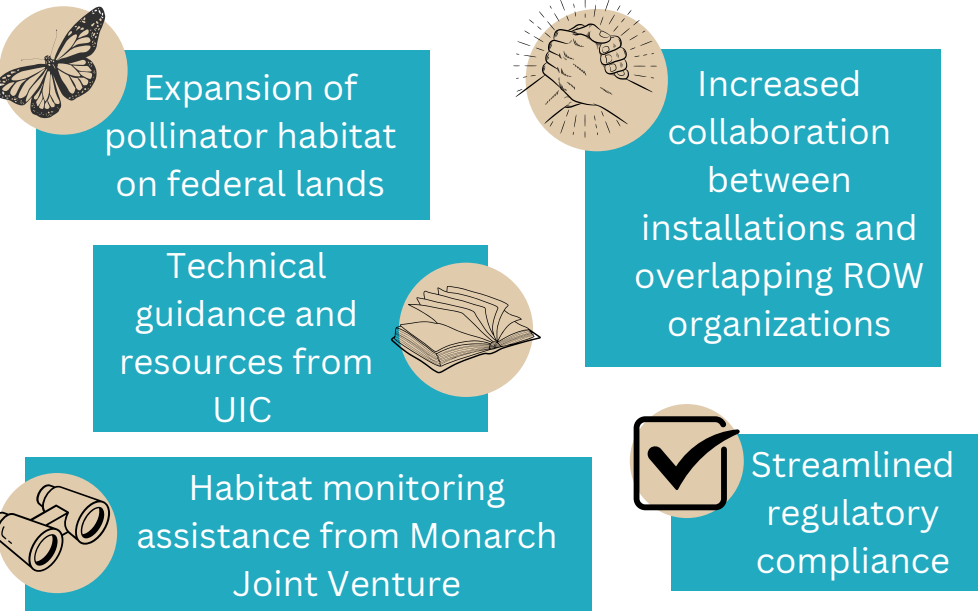 Expansion of
pollinator habitat
on federal lands
Increased
collaboration
between
installations and
overlapping ROW
organizations
Technical
guidance and
resources from
UIC
Habitat monitoring
assistance from Monarch
Joint Venture
Streamlined
regulatory
compliance